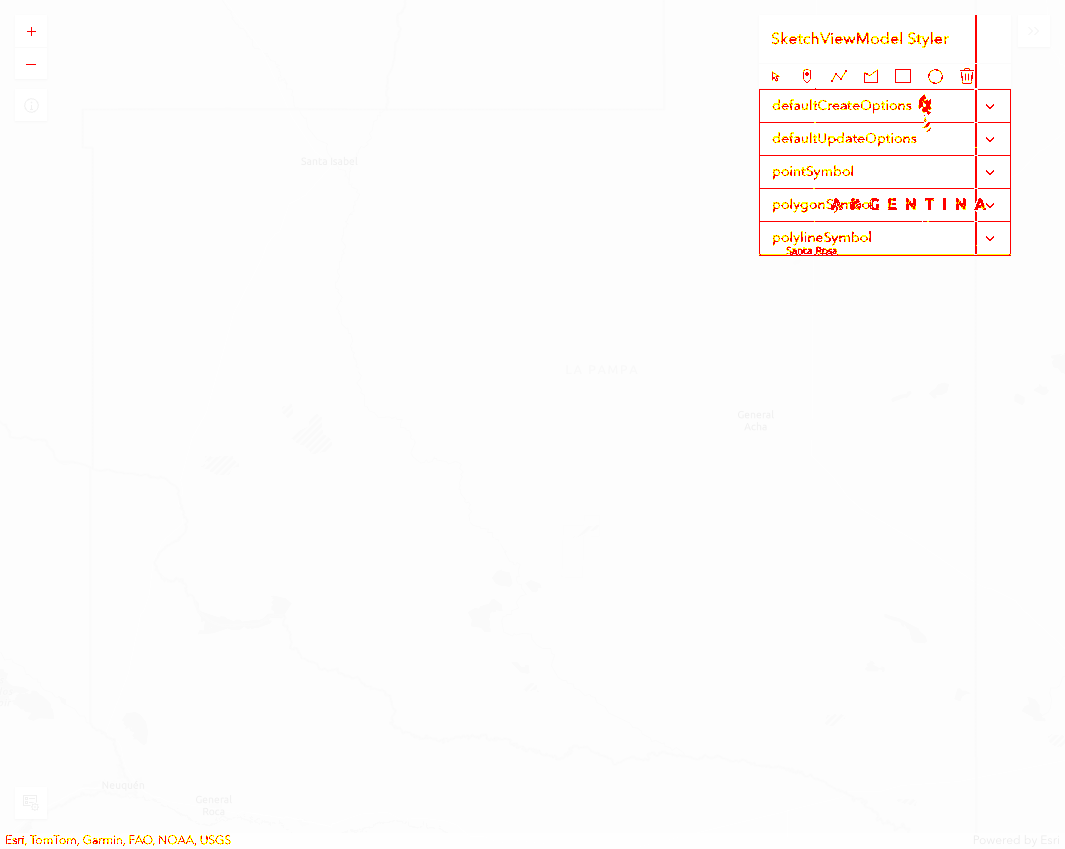 SketchViewModel Styler
defaultCreateOptions
defaultUpdateOptions
pointSymbol
polygonSymbol
ARGENTINA
polylineSymbol
Santa Rosa
Santa Isabel
LA PAMPA
General
Acha
Neuquén
General
Roca
Esri, TomTom, Garmin, FAO, NOAA, USGS
Powered by Esri